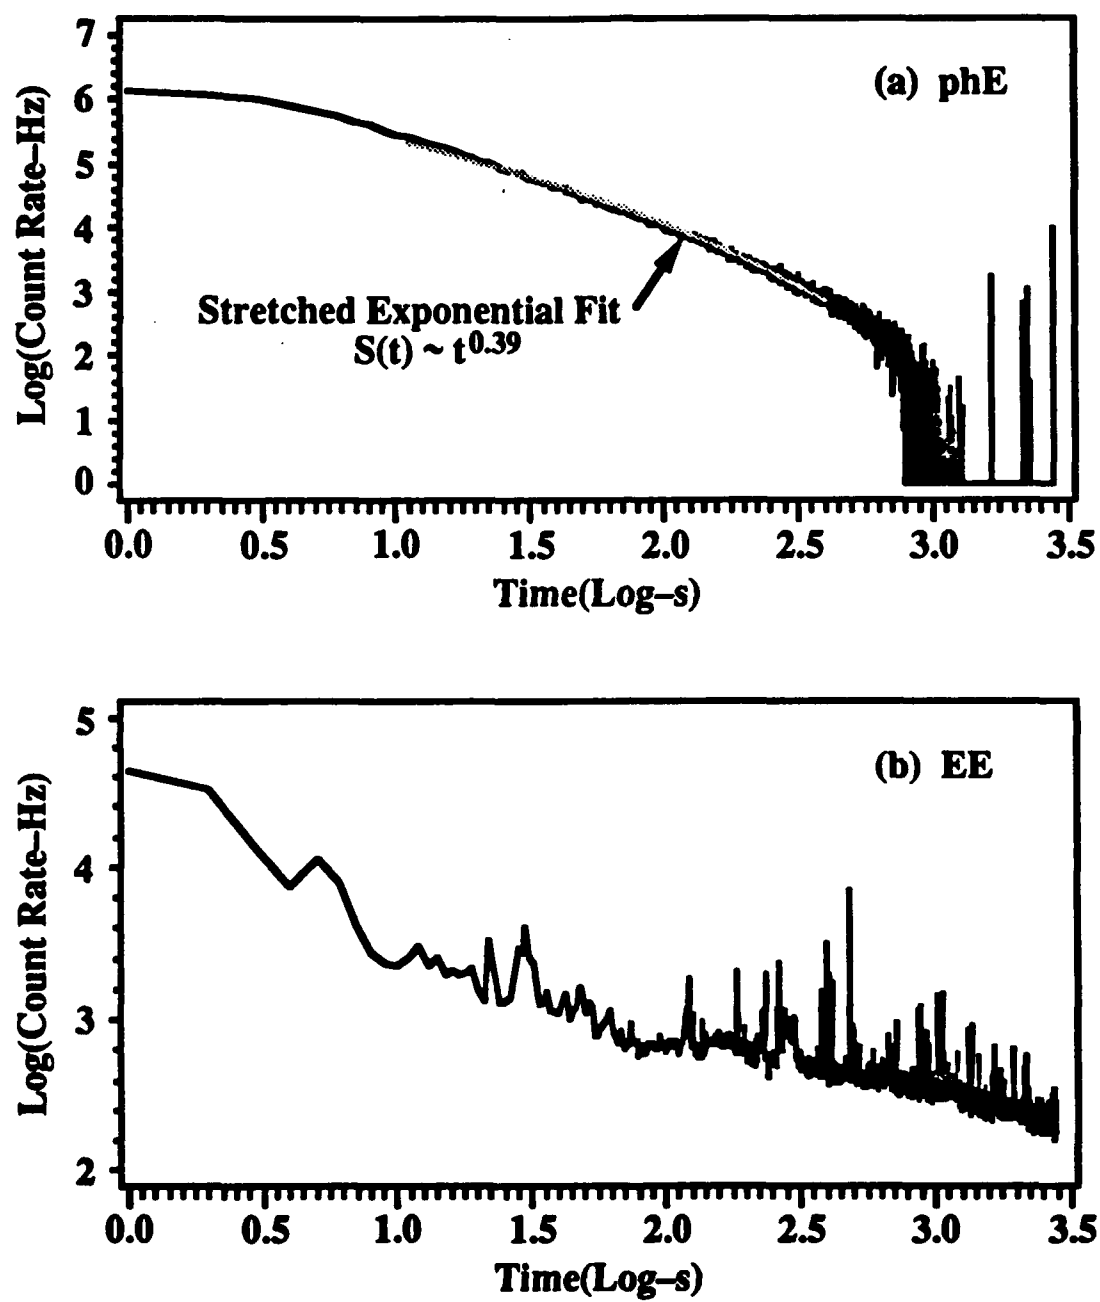 (a) phE
Log(Count Rate–Hz)
7
6
5
4
3
2
1
0
Stretched Exponential Fit
S(t) ~ t^0.39
0.0 0.5 1.0 1.5 2.0 2.5 3.0 3.5
Time(Log–s)
(b) EE
Log(Count Rate–Hz)
5
4
3
2
0.0 0.5 1.0 1.5 2.0 2.5 3.0 3.5
Time(Log–s)